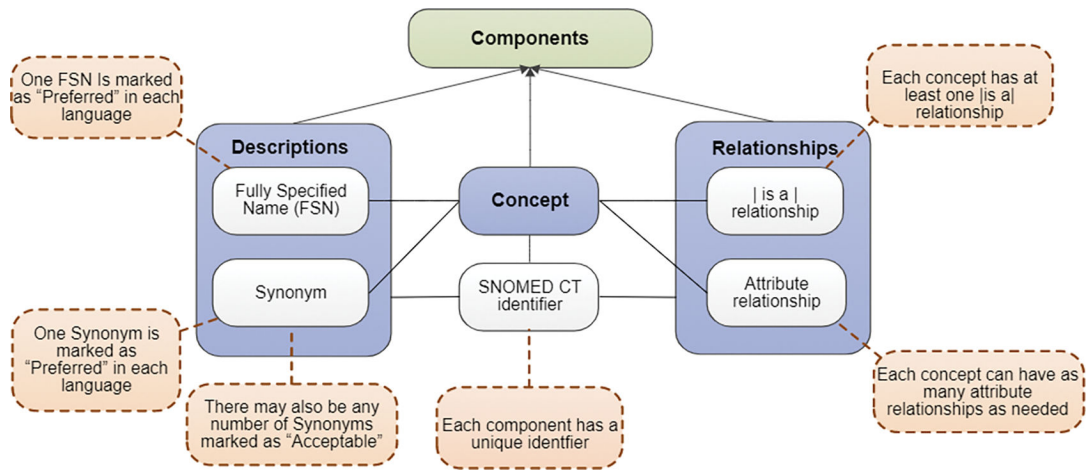 Components
One FSN Is marked
as “Preferred” in each
language
Each concept has at
least one |is a|
relationship
Descriptions
Relationships
Fully Specified
Name (FSN)
Concept
| is a |
relationship
Synonym
SNOMED CT
identifier
Attribute
relationship
One Synonym is
marked as
“Preferred” in each
language
There may also be any
number of Synonyms
marked as “Acceptable”
Each component has a
unique identfier
Each concept can have as
many attribute
relationships as needed